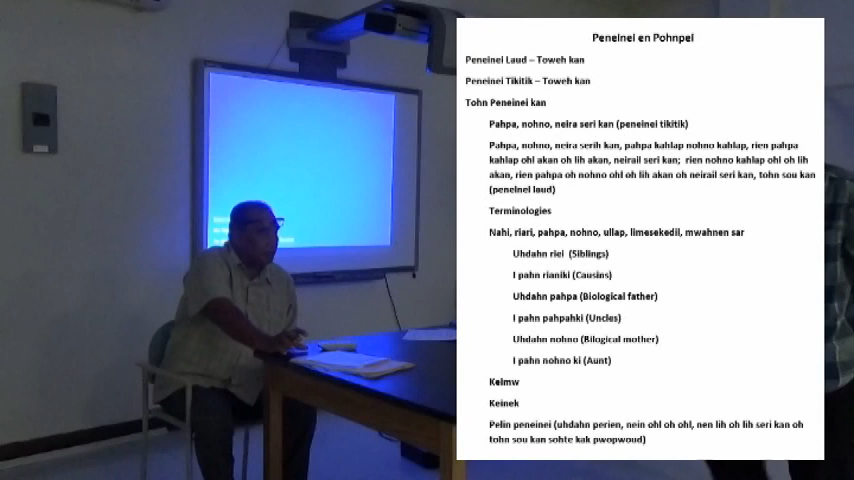 Peneinei en Pohnpei
Peneinei Laud – Toweh kan
Peneinei Tikitik – Toweh kan
Tohn Peneinei kan
Pahpa, nohno, neira seri kan (peneinei tikitik)
Pahpa, nohno, neira serih kan, pahpa kahlap nohno kahlap, rien pahpa
kahlap ohl akan oh lih akan, neirail seri kan; rien nohno kahlap ohl oh lih
akan, rien pahpa oh nohno ohl oh lih akan oh neirail seri kan, tohn sou kan
(peneinei laud)
Terminologies
Nahi, riari, pahpa, nohno, ullap, limesekedil, mwahnen sar
Uhdahn riei (Siblings)
I pahn rianiki (Causins)
Uhdahn pahpa (Biological father)
I pahn pahpahki (Uncles)
Uhdahn nohno (Bilogical mother)
I pahn nohno ki (Aunt)
Keimw
Keinek
Pelin peneinei (uhdahn perien, nein ohl oh ohl, nen lih oh lih seri kan oh
tohn sou kan sohte kak pwopwoud)